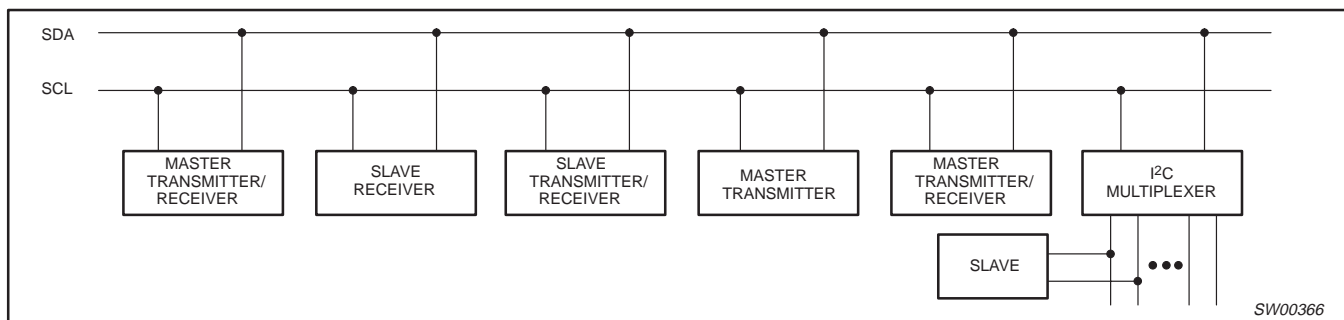 SDA
SCL
MASTER
TRANSMITTER/
RECEIVER
SLAVE
RECEIVER
SLAVE
TRANSMITTER/
RECEIVER
MASTER
TRANSMITTER
MASTER
TRANSMITTER/
RECEIVER
I²C
MULTIPLEXER
SLAVE
SW00366